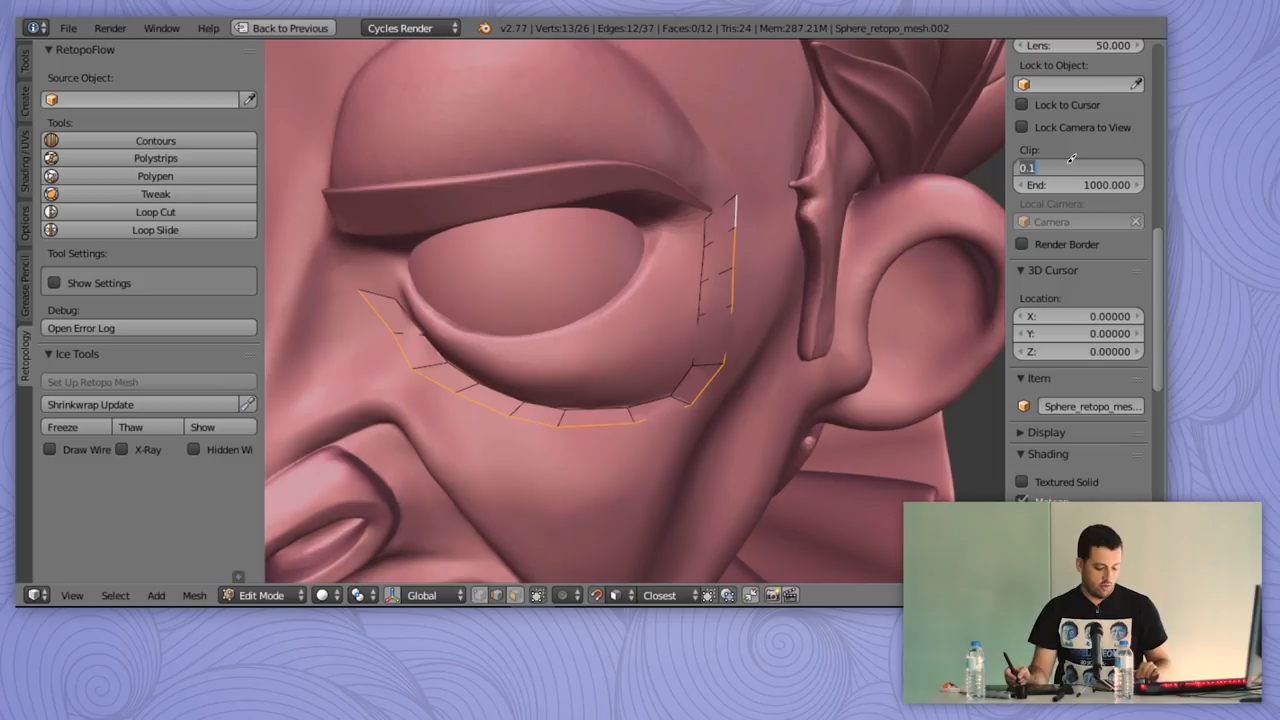 File Render Window Help Back to Previous Cycles Render v2.77 | Verts:13/26 | Edges:12/37 | Faces:0/12 | Tris:24 | Mem:287.21M | Sphere_retopo_mesh.002
Tools
Create
Shading / UVs
Options
Grease Pencil
Retopology
RetopoFlow
Source Object:
Tools:
Contours
Polystrips
Polypen
Tweak
Loop Cut
Loop Slide
Tool Settings:
Show Settings
Debug:
Open Error Log
Ice Tools
Set Up Retopo Mesh
Shrinkwrap Update
Freeze Thaw Show
Draw Wire X-Ray Hidden Wi
Lens: 50.000
Lock to Object:
Lock to Cursor
Lock Camera to View
Clip:
0.1
End: 1000.000
Local Camera:
Camera
Render Border
3D Cursor
Location:
X: 0.00000
Y: 0.00000
Z: 0.00000
Item
Sphere_retopo_mes...
Display
Shading
Textured Solid
View Select Add Mesh Edit Mode Global Closest